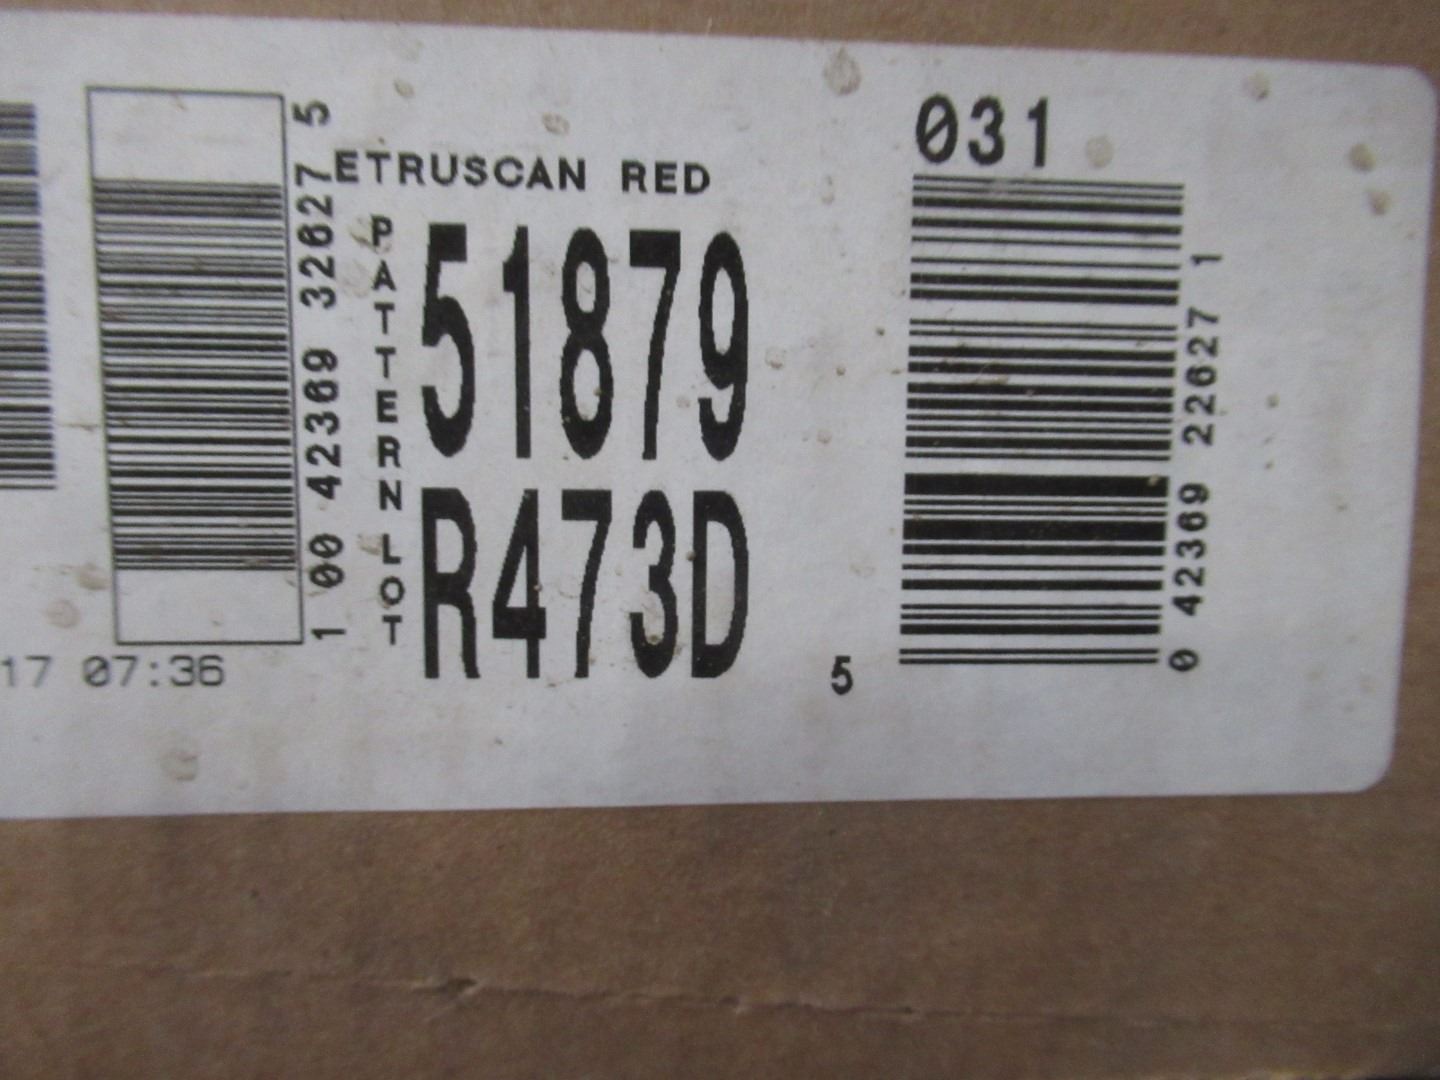 ETRUSCAN RED
PATTERN
51879
LOT
R473D
031
1 00 42369 32627 5
17 07:36
5
0 42369 22627 1